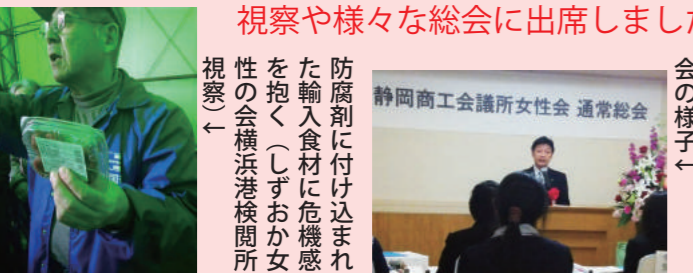 視察や様々な総会に出席しました
会の様子←
静岡商工会議所女性会 通常総会
防腐剤に付け込まれ
た輸入食材に危機感
を抱く（しずおか女
性の会横浜港検閲所
視察）←